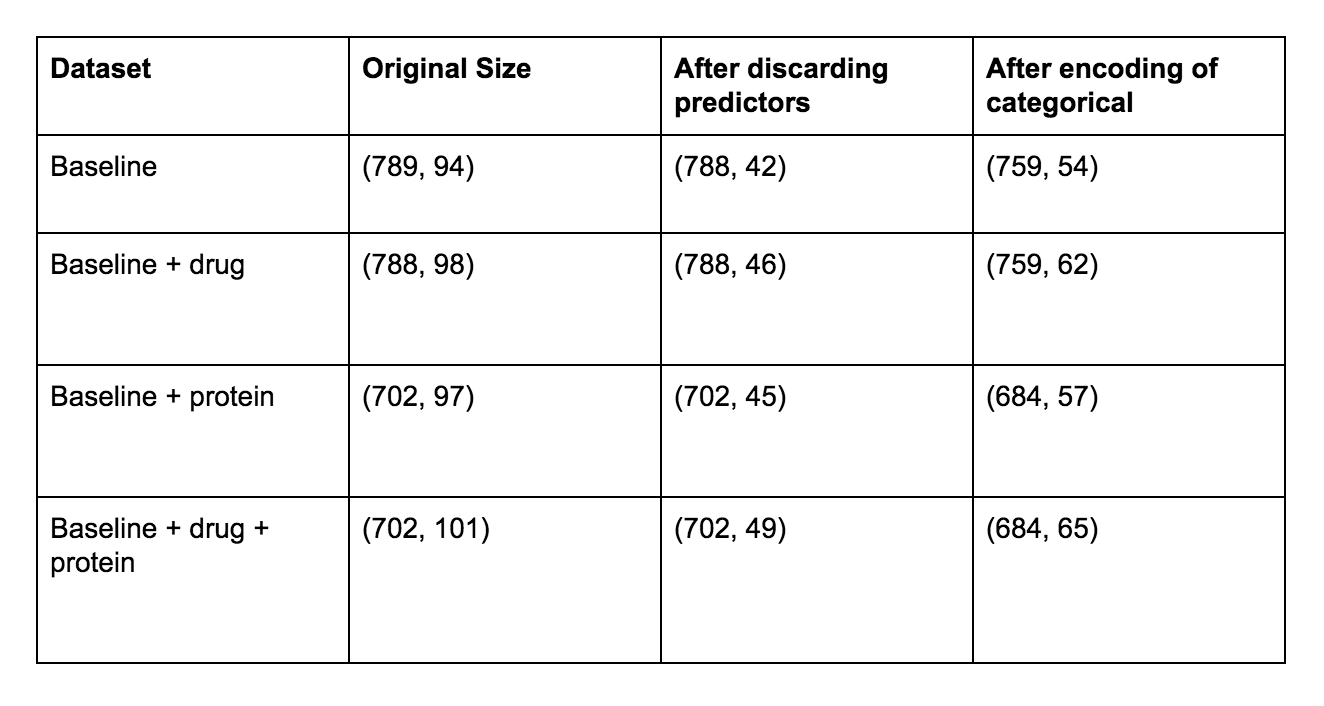 Dataset
Original Size
After discarding
predictors
After encoding of
categorical
Baseline
(789, 94)
(788, 42)
(759, 54)
Baseline + drug
(788, 98)
(788, 46)
(759, 62)
Baseline + protein
(702, 97)
(702, 45)
(684, 57)
Baseline + drug +
protein
(702, 101)
(702, 49)
(684, 65)